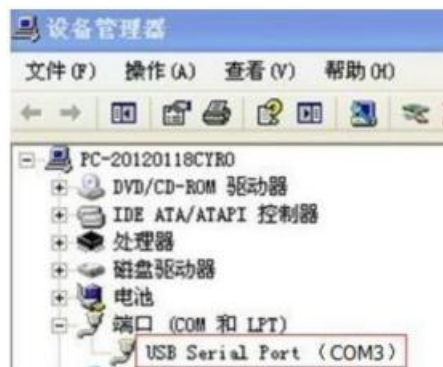 设备管理器
文件(F) 操作(A) 查看(V) 帮助(H)
PC-20120118CYRO
DVD/CD-ROM 驱动器
IDE ATA/ATAPI 控制器
处理器
磁盘驱动器
电池
端口 (COM 和 LPT)
USB Serial Port （COM3）